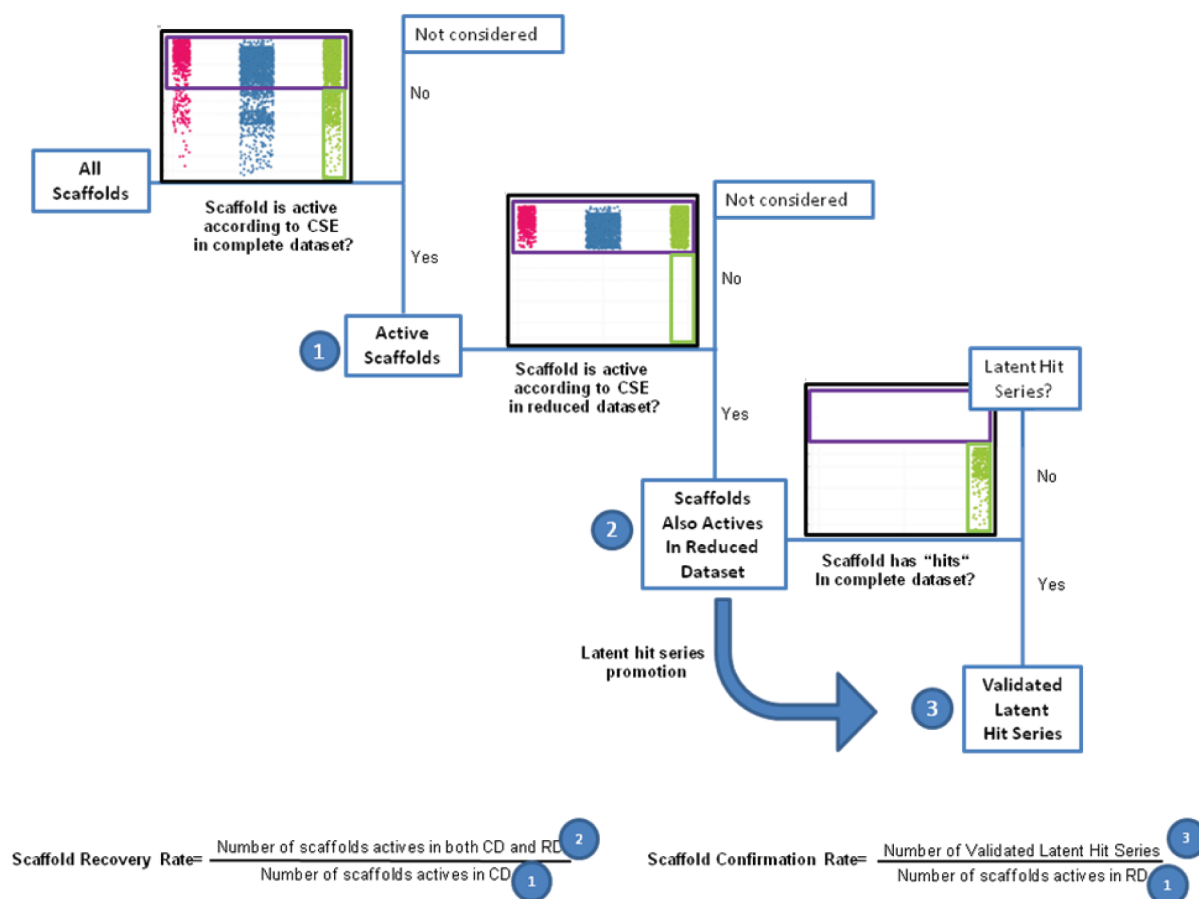 Not considered
No
All
Scaffolds
Scaffold is active
according to CSE
in complete dataset?
Yes
Not considered
No
1
Active
Scaffolds
Scaffold is active
according to CSE
in reduced dataset?
Yes
Latent Hit
Series?
No
2
Scaffolds
Also Actives
In Reduced
Dataset
Scaffold has "hits"
In complete dataset?
Yes
Latent hit series
promotion
3
Validated
Latent
Hit Series
Scaffold Recovery Rate=
Number of scaffolds actives in both CD and RD 2
Number of scaffolds actives in CD 1
Scaffold Confirmation Rate=
Number of Validated Latent Hit Series 3
Number of scaffolds actives in RD 1